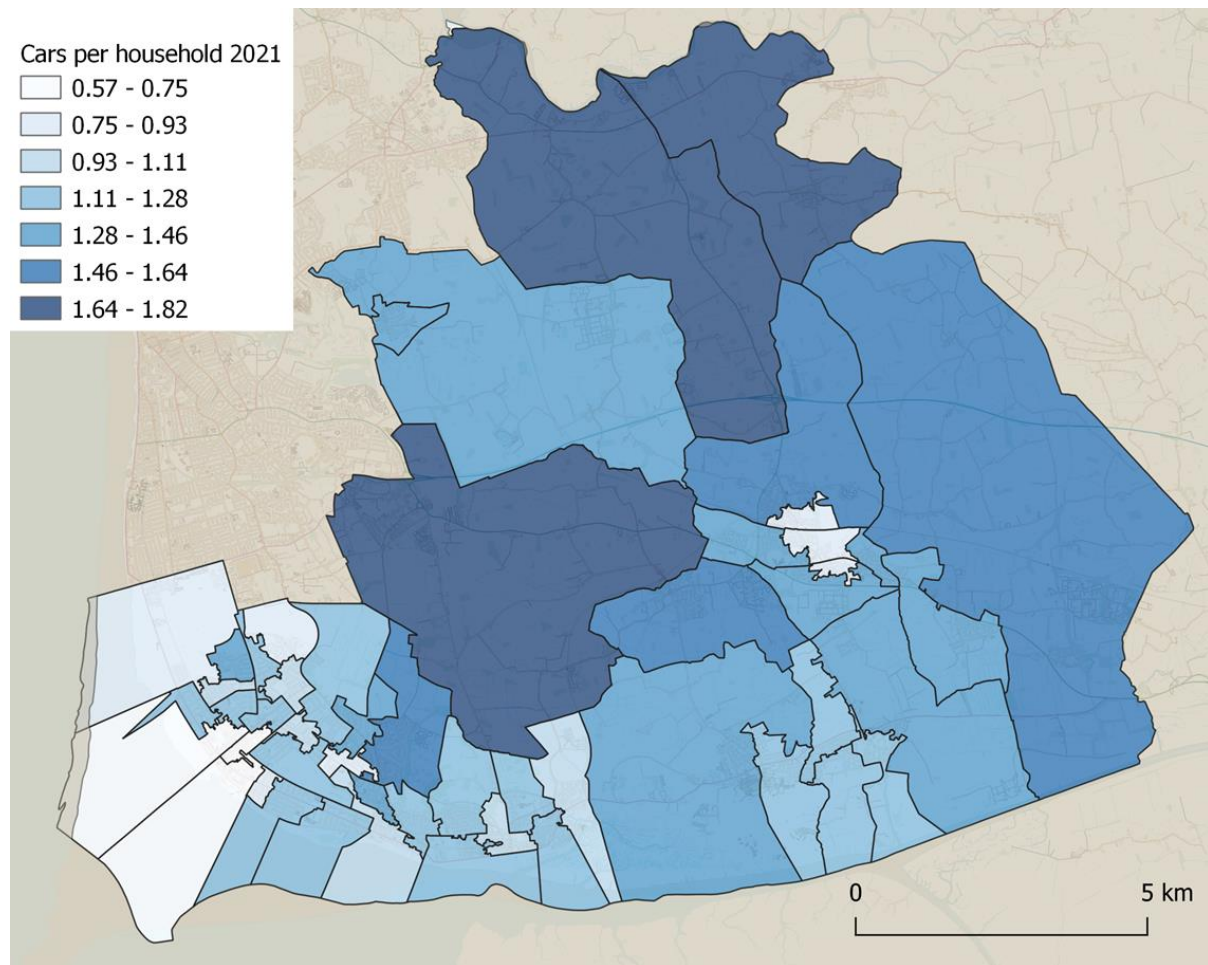 Cars per household 2021
0.57 - 0.75
0.75 - 0.93
0.93 - 1.11
1.11 - 1.28
1.28 - 1.46
1.46 - 1.64
1.64 - 1.82
0 5 km